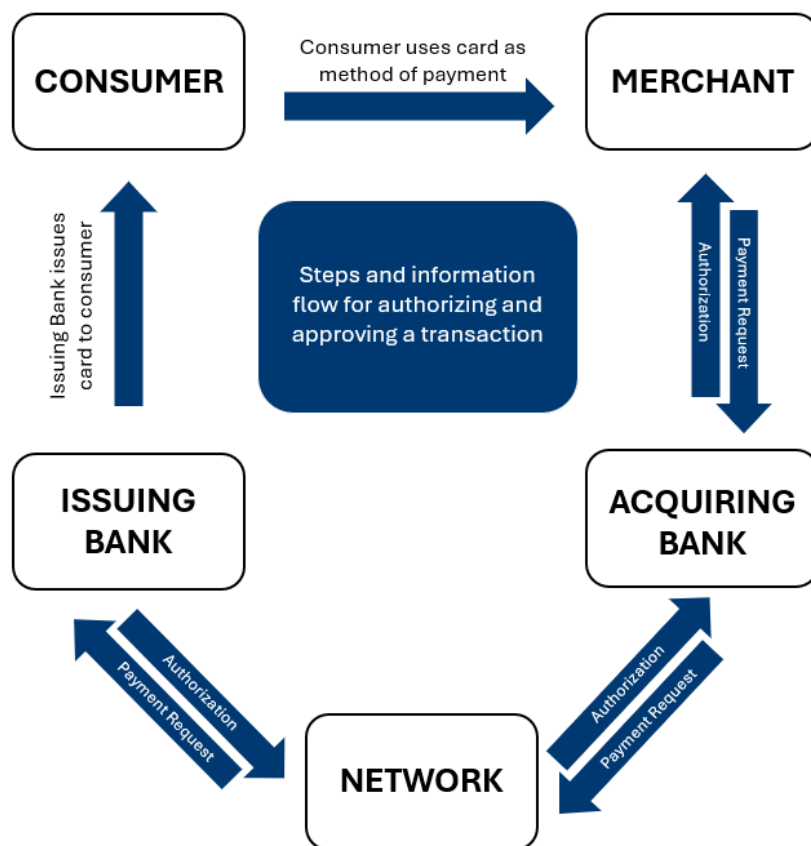 CONSUMER
Consumer uses card as
method of payment
MERCHANT
Issuing Bank issues
card to consumer
Steps and information
flow for authorizing and
approving a transaction
Authorization
Payment Request
ISSUING
BANK
ACQUIRING
BANK
Authorization
Payment Request
Authorization
Payment Request
NETWORK